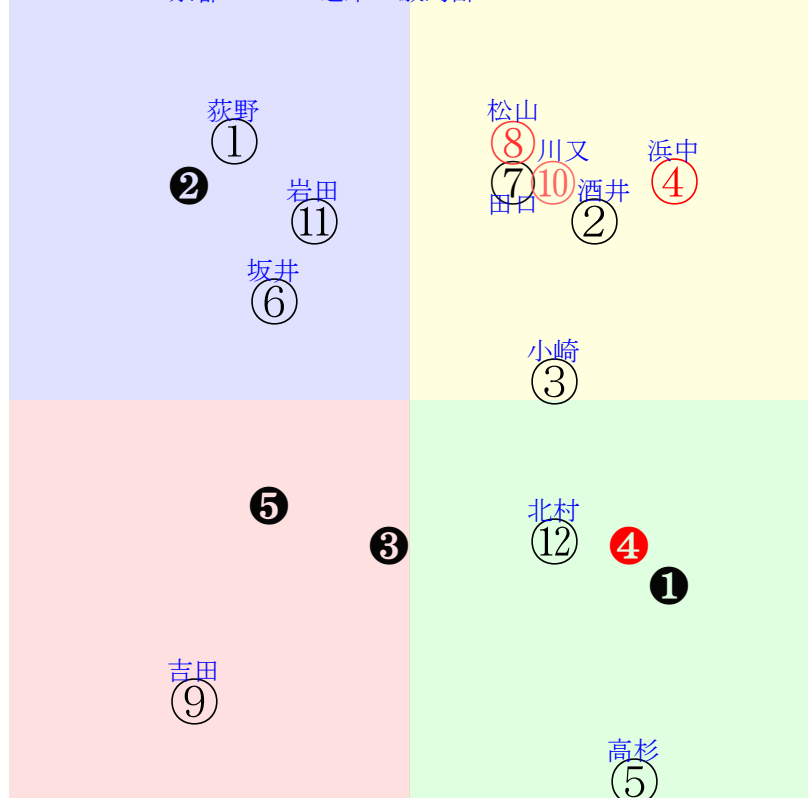 荻野
①
松山
⑧
川又
⑩
浜中
④
❷
岩田
⑪
⑦
田口
酒井
②
坂井
⑥
小崎
③
❺
❸
北村
⑫
❹
❶
吉田
⑨
高杉
⑤